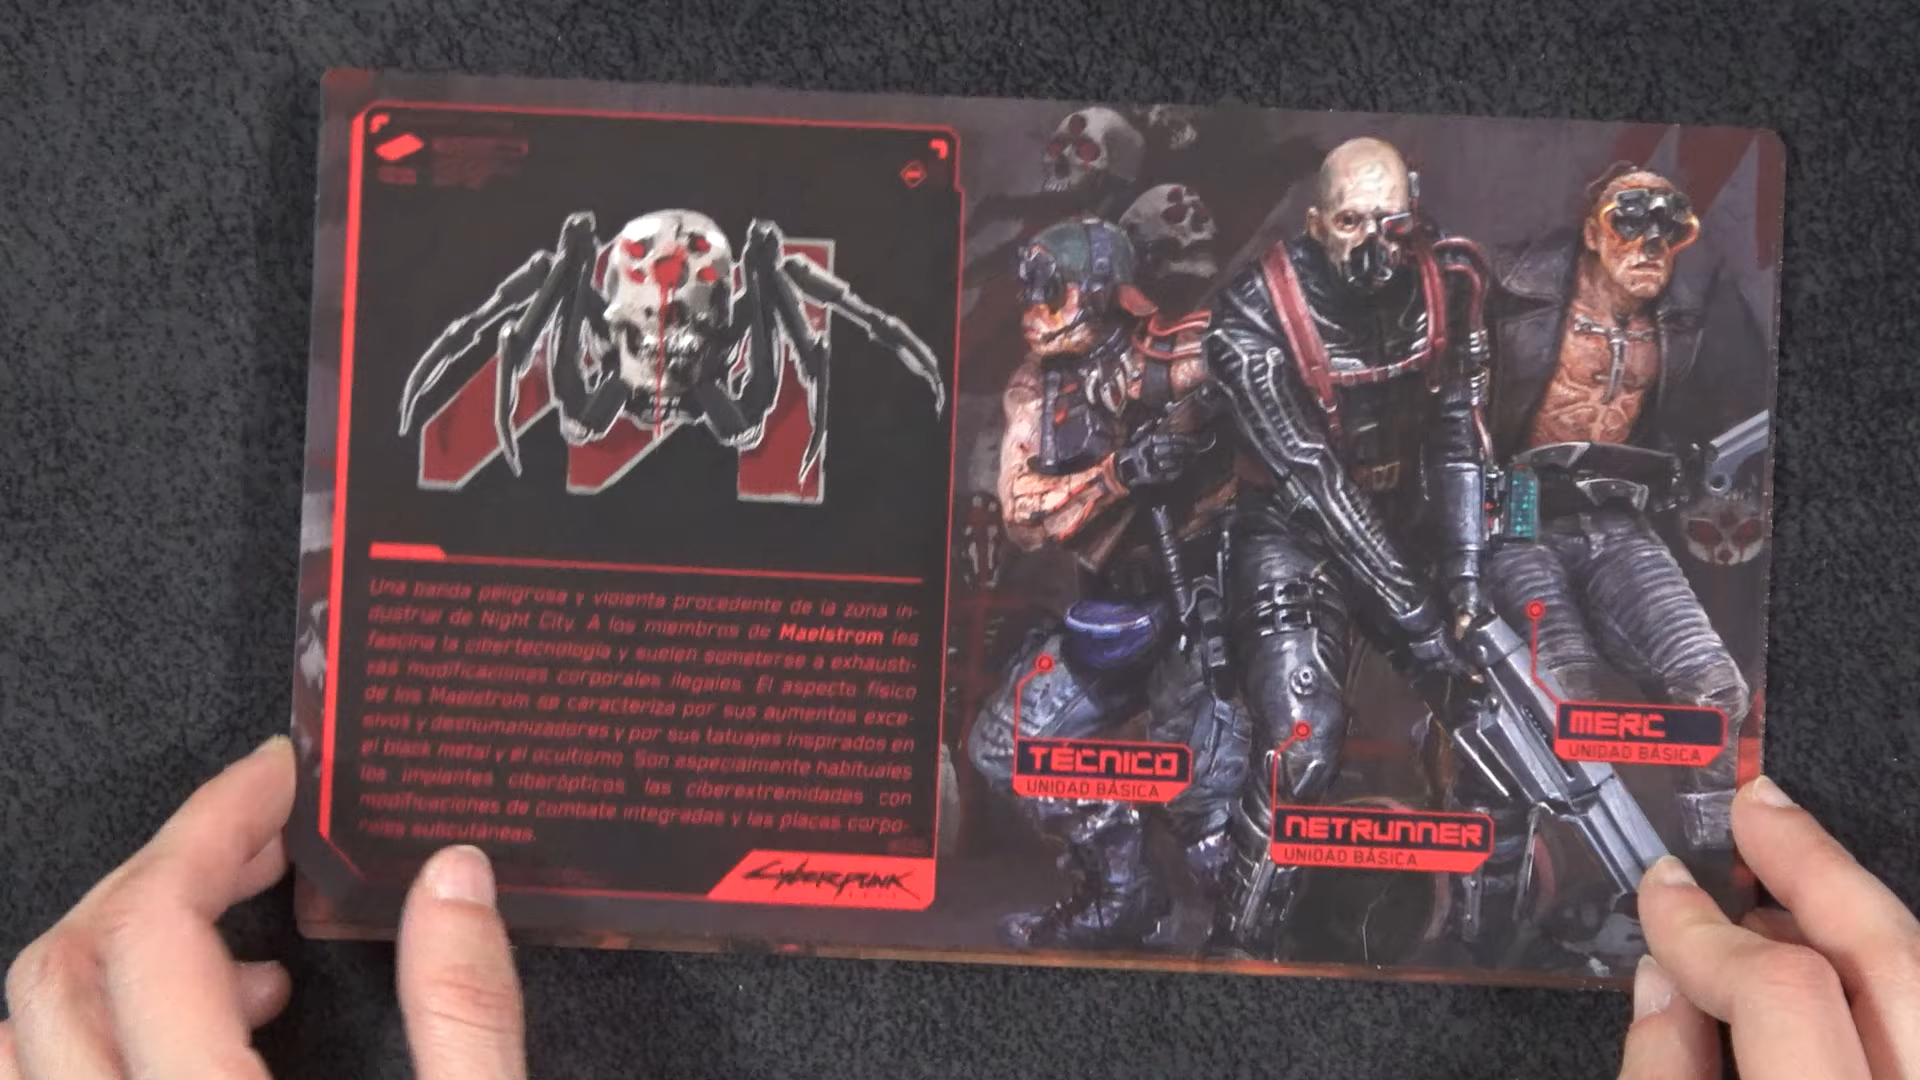 Una banda peligrosa y violenta procedente de la zona in-
dustrial de Night City. A los miembros de Maelstrom les
fascina la cibertecnología y suelen someterse a exhausti-
vas modificaciones corporales ilegales. El aspecto físico
de los Maelstrom se caracteriza por sus aumentos exce-
sivos y deshumanizadores y por sus tatuajes inspirados en
el black metal y el ocultismo. Son especialmente habituales
los implantes ciberópticos, las ciberextremidades con
modificaciones de combate integradas y las placas corpo-
rales subcutáneas.
Cyberpunk
TÉCNICO
UNIDAD BÁSICA
NETRUNNER
UNIDAD BÁSICA
MERC
UNIDAD BÁSICA